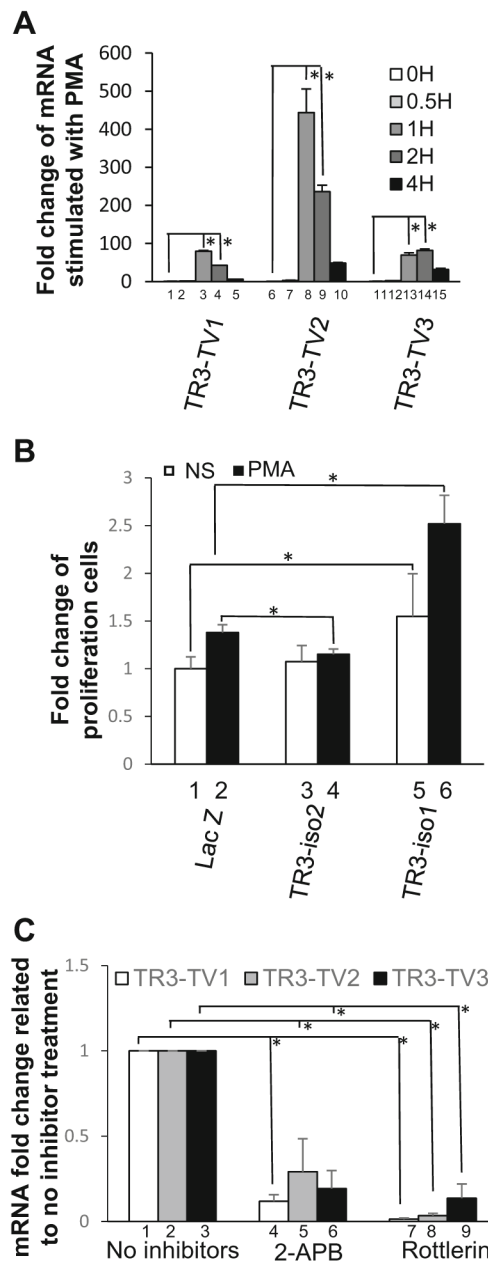 A
Fold change of mRNA
stimulated with PMA
600
500
400
300
200
100
0
0H
0.5H
1H
2H
4H
* * * * * *
1 2 3 4 5 6 7 8 9 10 11 12 13 14 15
TR3-TV1
TR3-TV2
TR3-TV3
B
Fold change of
proliferation cells
3
2.5
2
1.5
1
0.5
0
NS PMA
*
*
*
1 2 3 4 5 6
Lac Z
TR3-iso2
TR3-iso1
C
mRNA fold change related
to no inhibitor treatment
1.5
1
0.5
0
TR3-TV1 TR3-TV2 TR3-TV3
*
* *
* *
*
1 2 3 4 5 6 7 8 9
No inhibitors 2-APB Rottlerin